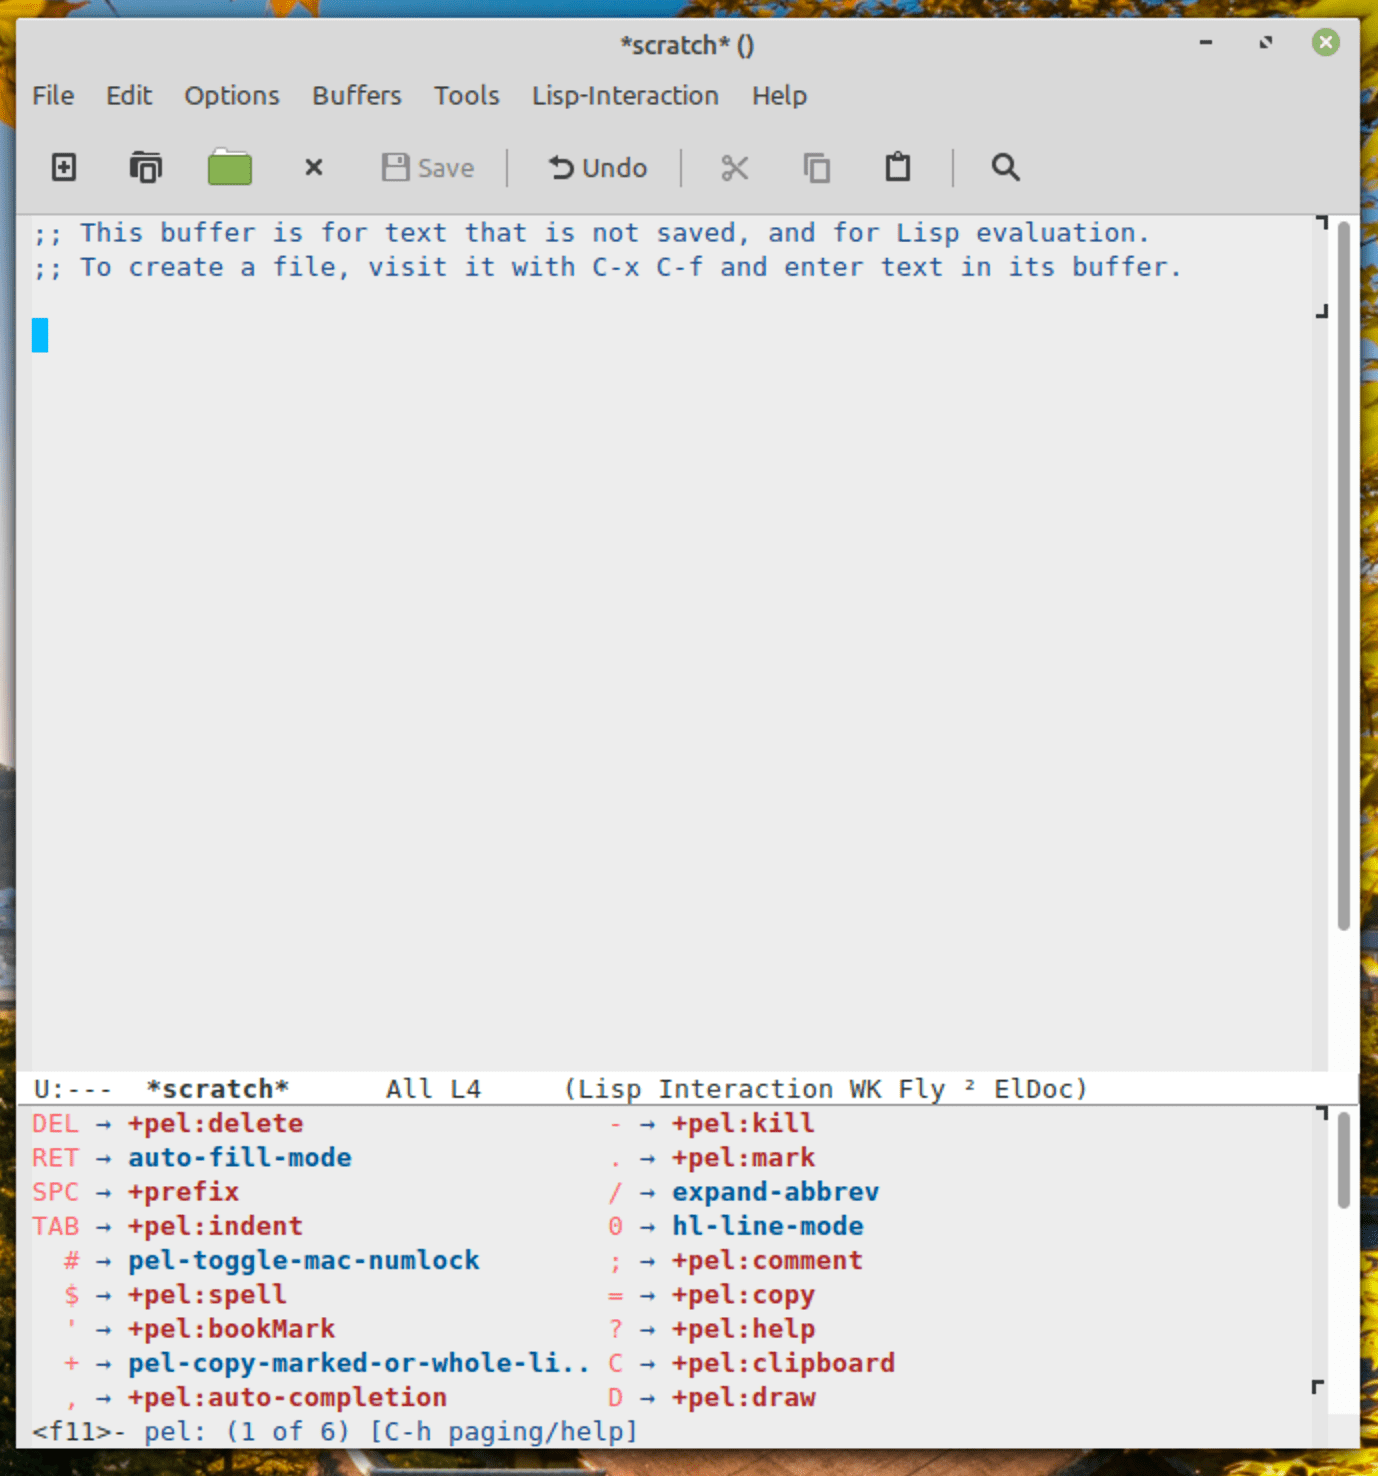 *scratch* ()
File Edit Options Buffers Tools Lisp-Interaction Help
Save Undo
;; This buffer is for text that is not saved, and for Lisp evaluation.
;; To create a file, visit it with C-x C-f and enter text in its buffer.
U:--- *scratch* All L4 (Lisp Interaction WK Fly ² ElDoc)
DEL → +pel:delete - → +pel:kill
RET → auto-fill-mode . → +pel:mark
SPC → +prefix / → expand-abbrev
TAB → +pel:indent 0 → hl-line-mode
# → pel-toggle-mac-numlock ; → +pel:comment
$ → +pel:spell = → +pel:copy
' → +pel:bookMark ? → +pel:help
+ → pel-copy-marked-or-whole-li.. C → +pel:clipboard
, → +pel:auto-completion D → +pel:draw
<f11>- pel: (1 of 6) [C-h paging/help]